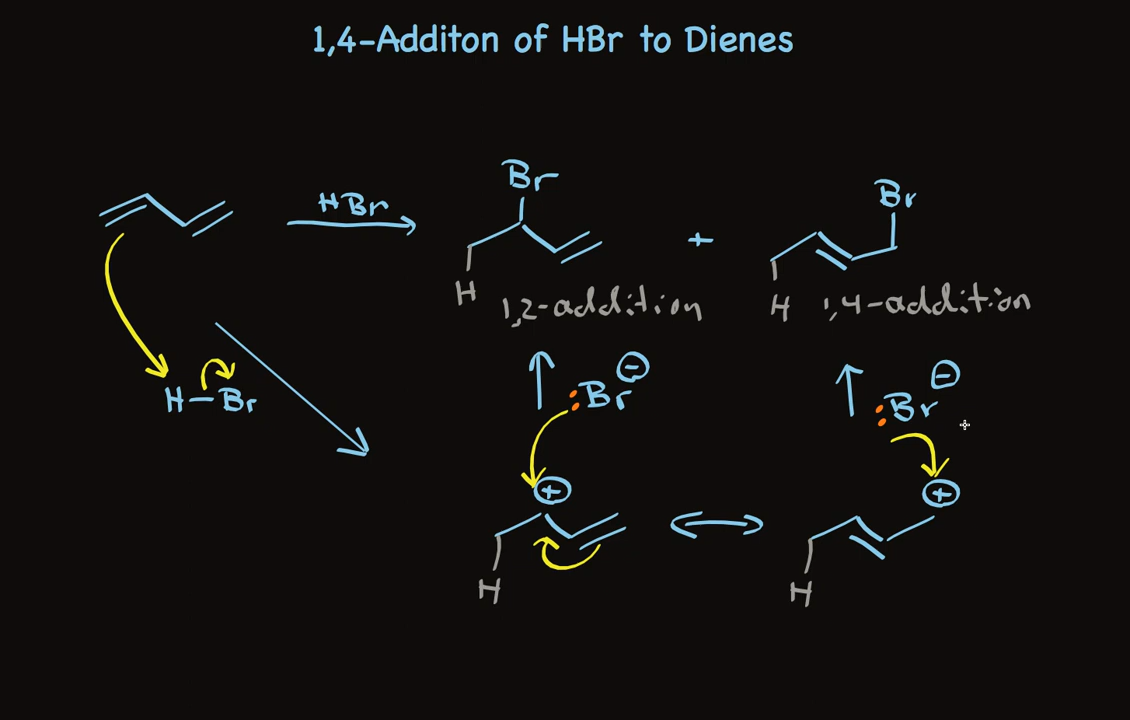 1,4-Additon of HBr to Dienes
HBr
Br
H
1,2-addition
+
Br
H
1,4-addition
H-Br
:Br⊖
:Br⊖
⊕
H
⊕
H